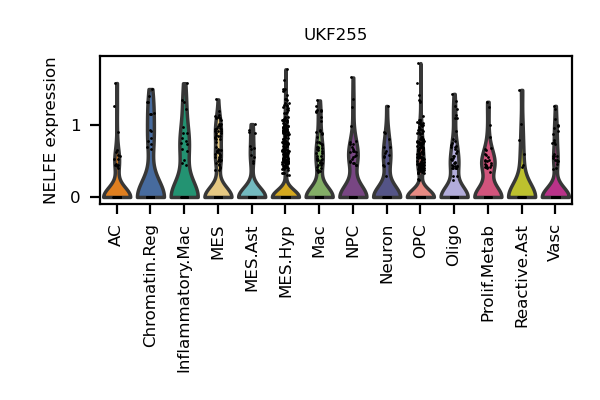 UKF255
NELFE expression
1
0
AC
Chromatin.Reg
Inflammatory.Mac
MES
MES.Ast
MES.Hyp
Mac
NPC
Neuron
OPC
Oligo
Prolif.Metab
Reactive.Ast
Vasc